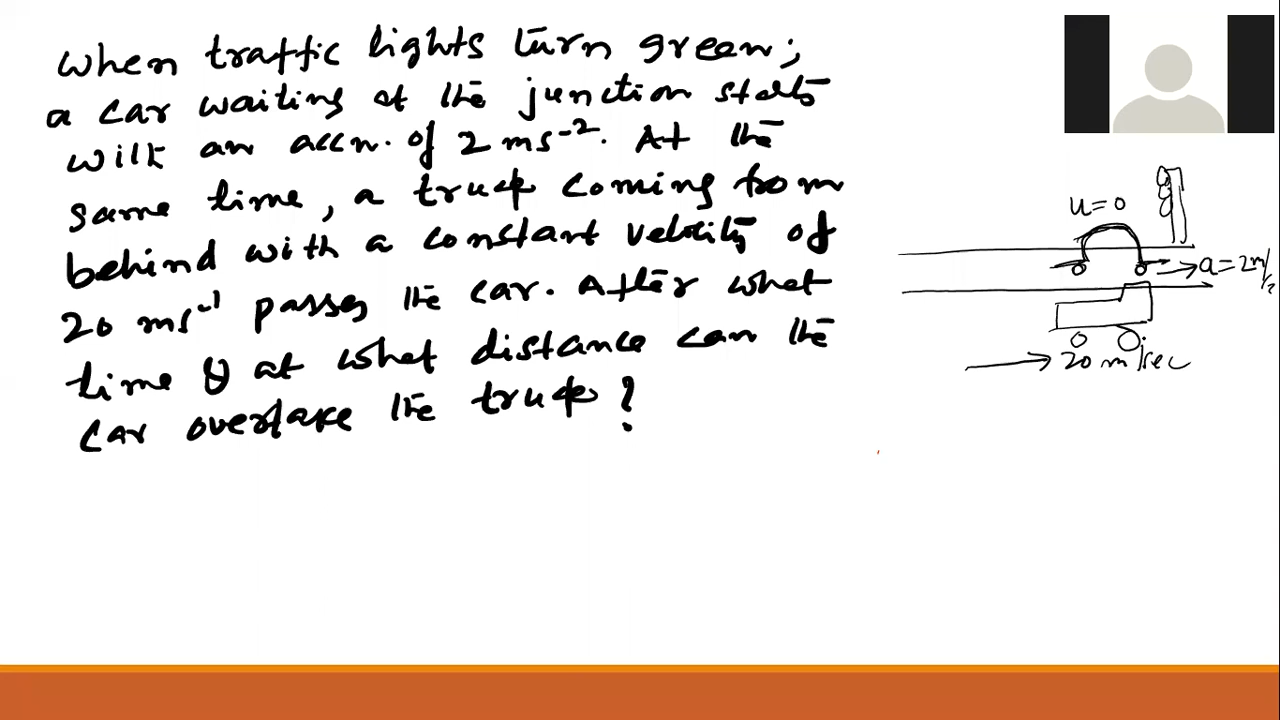 When traffic lights turn green;
a car waiting at the junction starts
with an accn. of 2 ms⁻². At the
same time, a truck coming from
behind with a constant velocity of
20 ms⁻¹ passes the car. After what
time & at what distance can the
car overtake the truck?
u=0
a=2m/s
20 m/sec